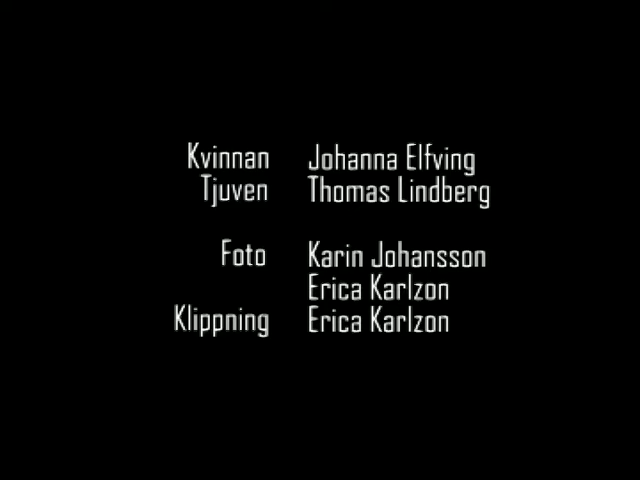 Kvinnan Johanna Elfving
Tjuven Thomas Lindberg
Foto Karin Johansson
Erica Karlzon
Klippning Erica Karlzon